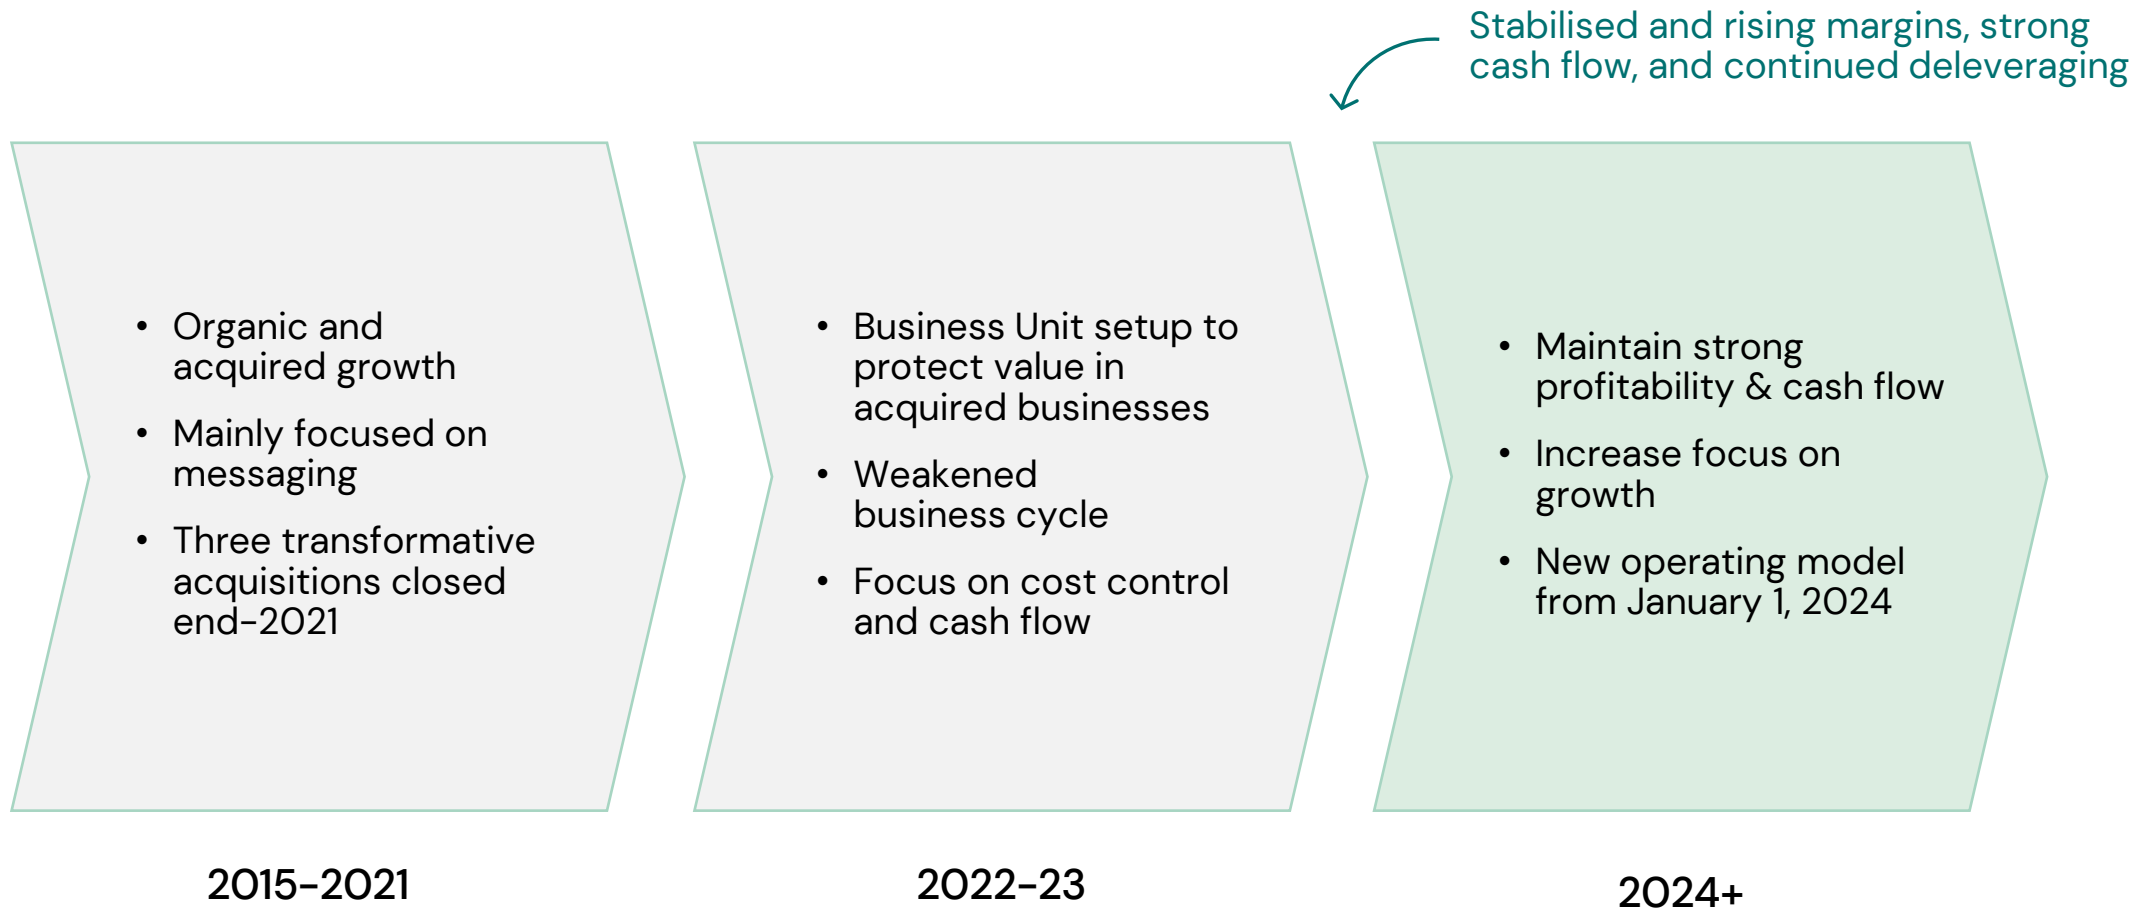 Stabilised and rising margins, strong
cash flow, and continued deleveraging
• Organic and
acquired growth
• Mainly focused on
messaging
• Three transformative
acquisitions closed
end-2021
• Business Unit setup to
protect value in
acquired businesses
• Weakened
business cycle
• Focus on cost control
and cash flow
• Maintain strong
profitability & cash flow
• Increase focus on
growth
• New operating model
from January 1, 2024
2015-2021
2022-23
2024+